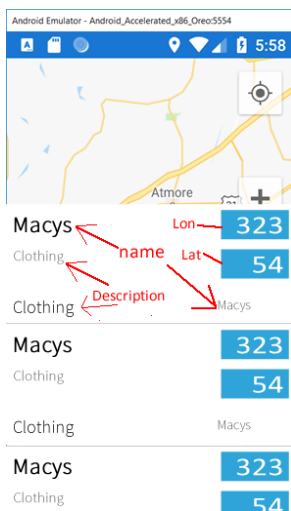 Android Emulator - Android_Accelerated_x86_Oreo:5554
A 5:58
Atmore
Macys Lon 323
Clothing name Lat 54
Description
Clothing Macys
Macys 323
Clothing 54
Clothing Macys
Macys 323
Clothing 54